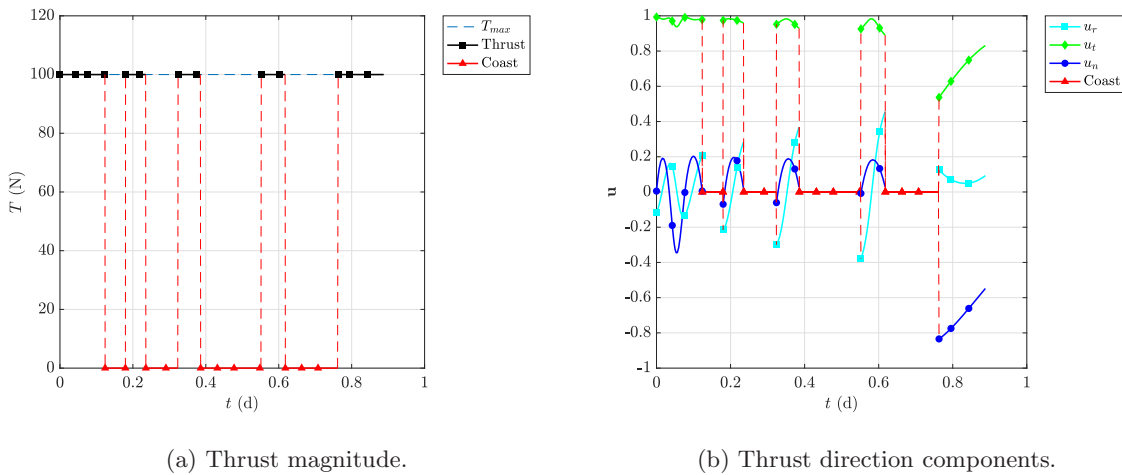 120
100
80
60
40
20
0
T (N)
0 0.2 0.4 0.6 0.8 1
t (d)
T_max
Thrust
Coast
(a) Thrust magnitude.
1
0.8
0.6
0.4
0.2
0
-0.2
-0.4
-0.6
-0.8
-1
u
0 0.2 0.4 0.6 0.8 1
t (d)
u_r
u_t
u_n
Coast
(b) Thrust direction components.